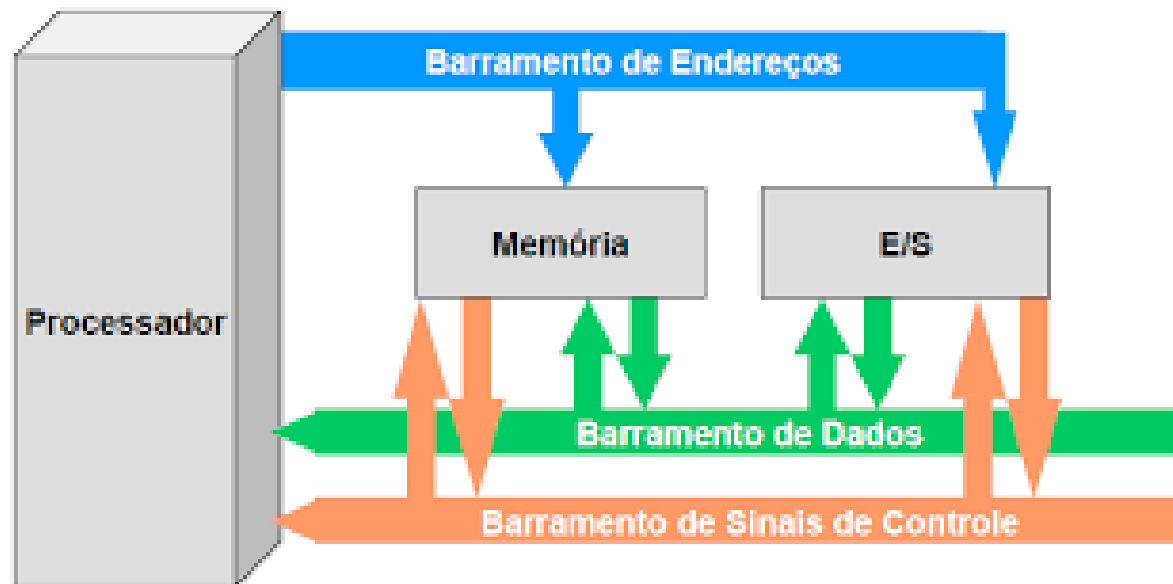 Barramento de Endereços
Memória
E/S
Processador
Barramento de Dados
Barramento de Sinais de Controle